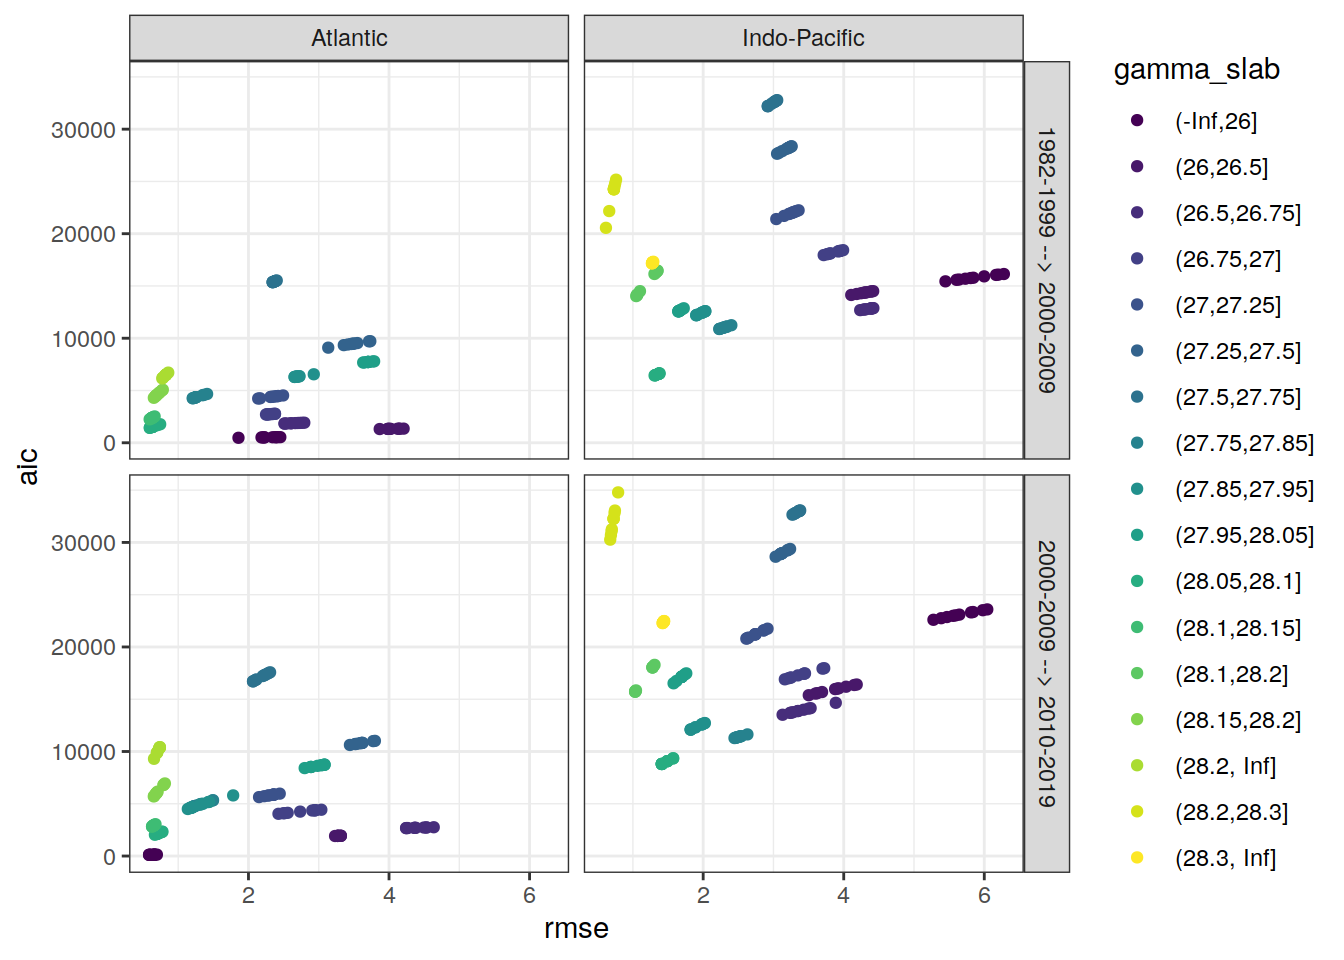 Atlantic
Indo-Pacific
30000
20000
10000
0
1982-1999 --> 2000-2009
30000
20000
10000
0
2000-2009 --> 2010-2019
2
4
6
2
4
6
aic
rmse
gamma_slab
(-Inf,26]
(26,26.5]
(26.5,26.75]
(26.75,27]
(27,27.25]
(27.25,27.5]
(27.5,27.75]
(27.75,27.85]
(27.85,27.95]
(27.95,28.05]
(28.05,28.1]
(28.1,28.15]
(28.1,28.2]
(28.15,28.2]
(28.2, Inf]
(28.2,28.3]
(28.3, Inf]